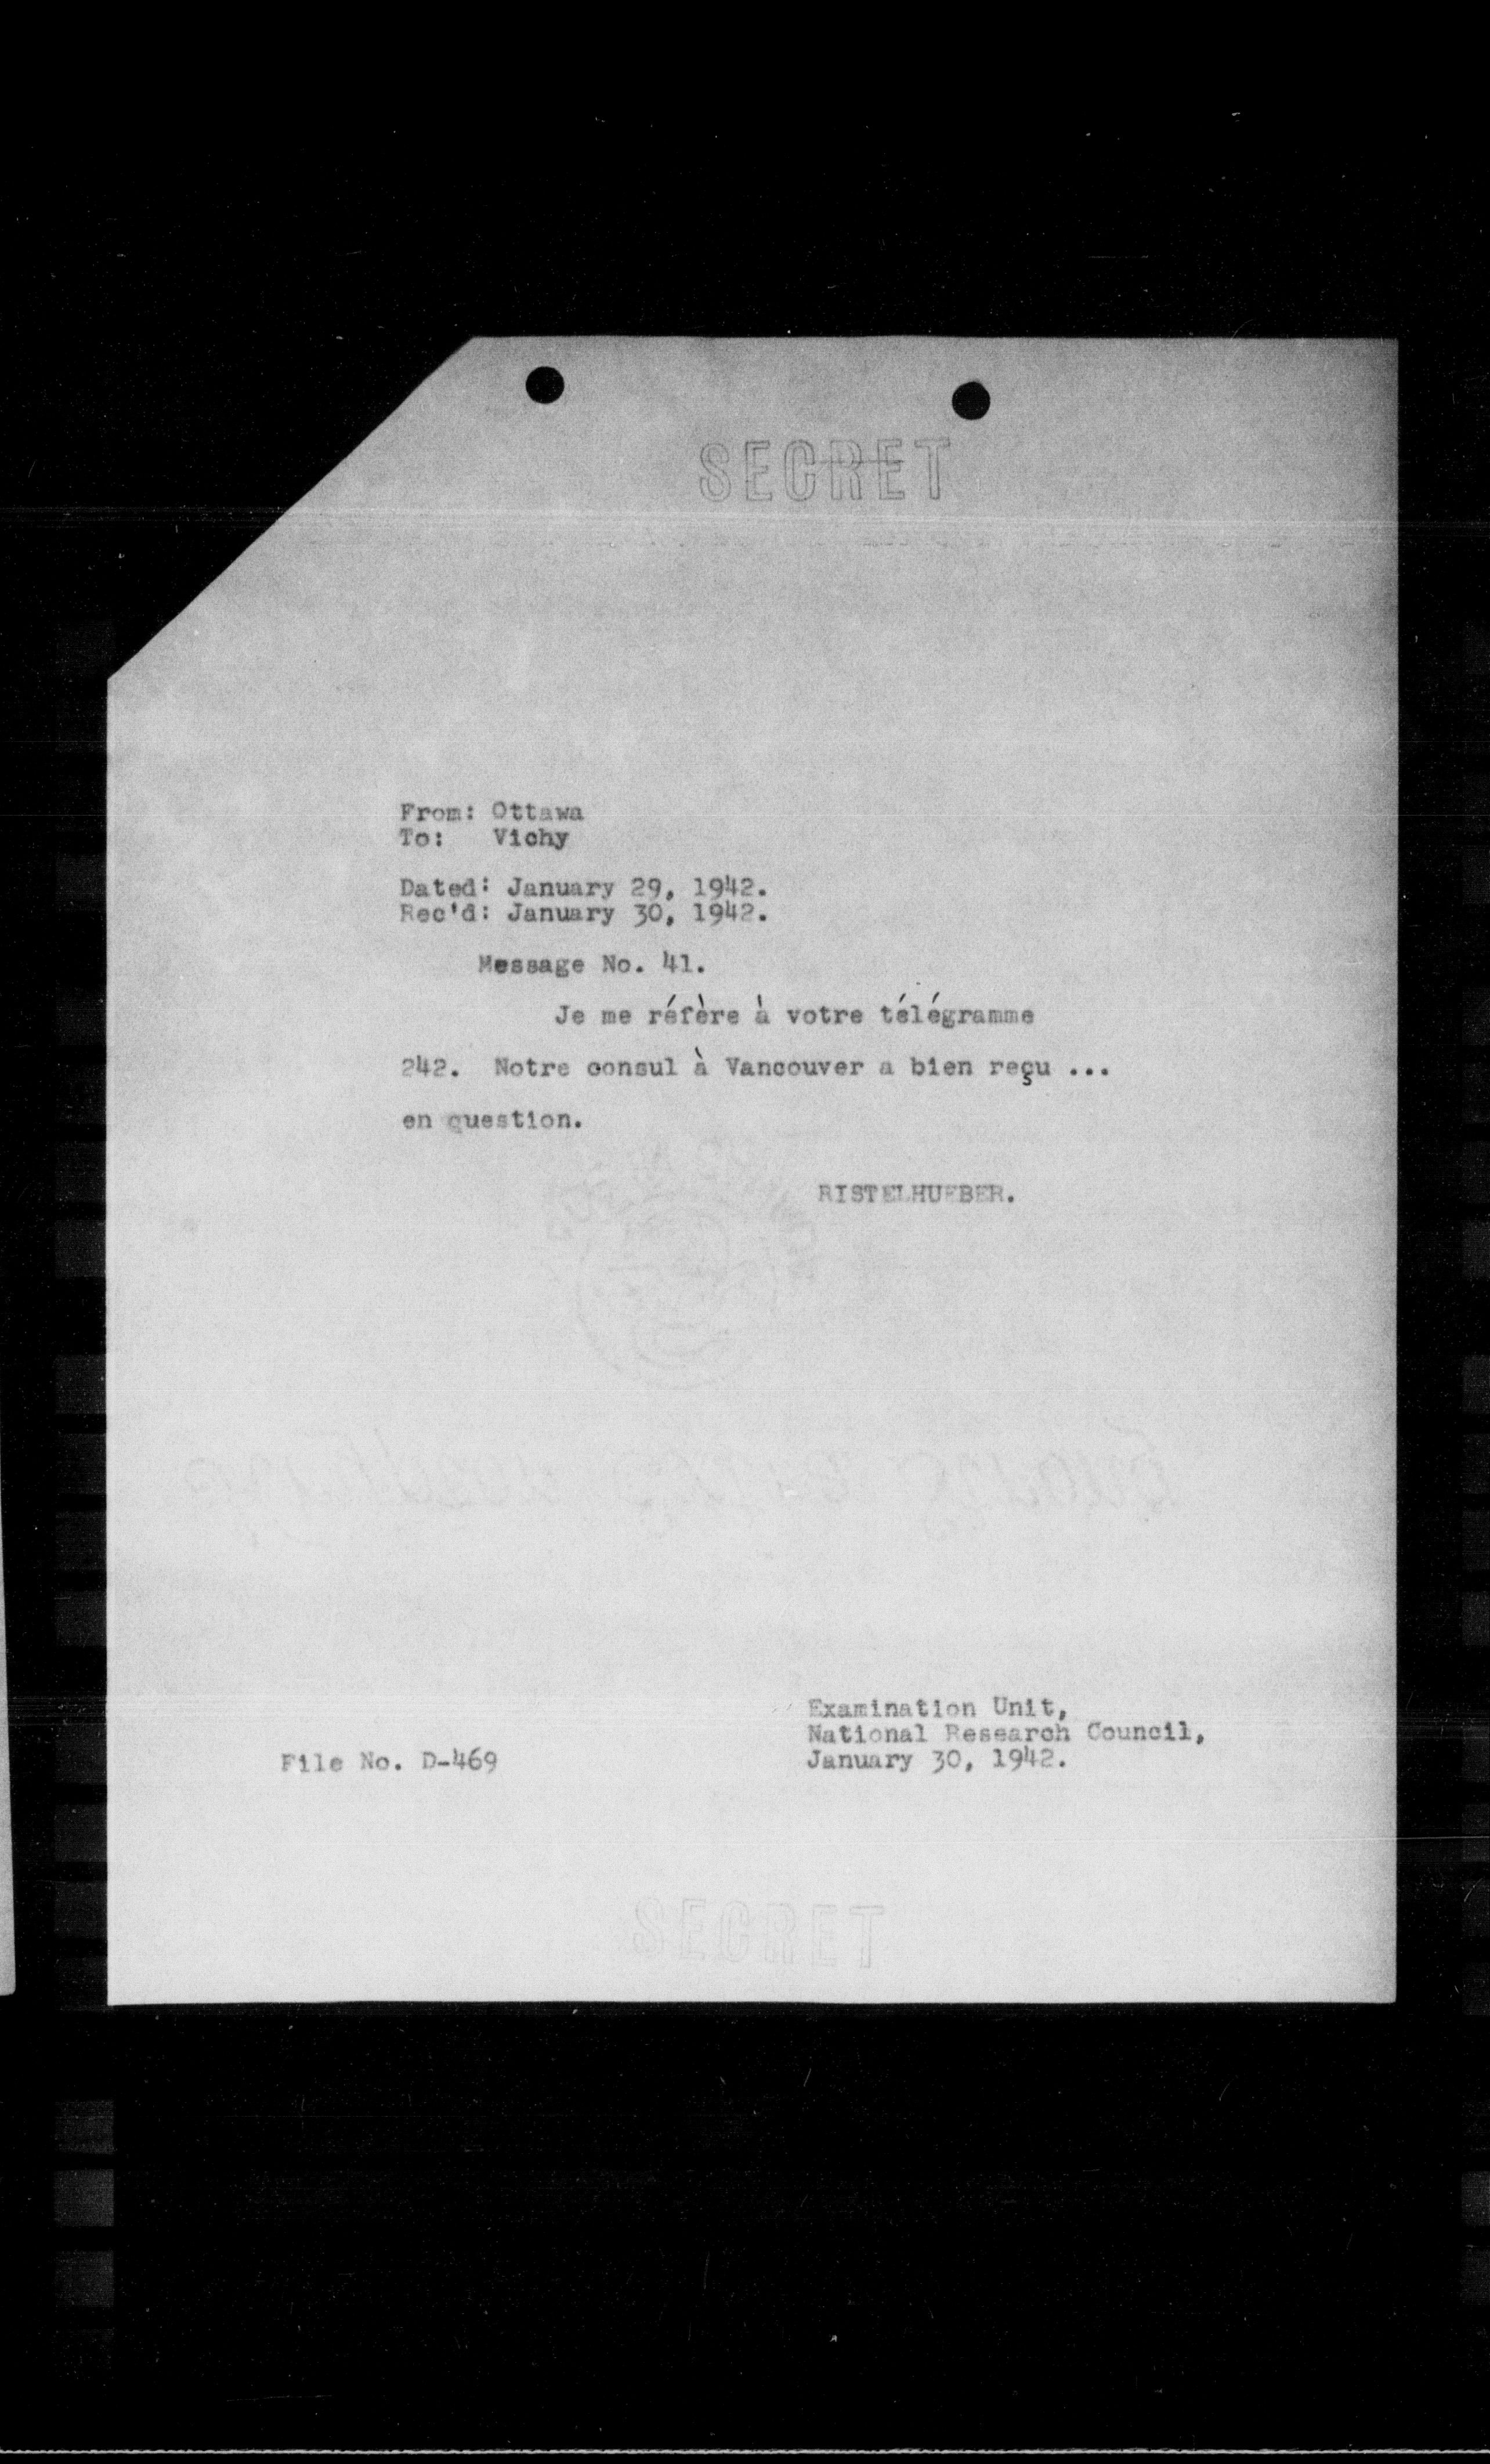 SECRET
From: Ottawa
To: Vichy
Dated: January 29, 1942.
Rec'd: January 30, 1942.
Message No. 41.
Je me réfère à votre télégramme
242. Notre consul à Vancouver a bien reçu ...
en question.
RISTELHUEBER.
Examination Unit,
National Research Council,
File No. D-469
January 30, 1942.
SECRET